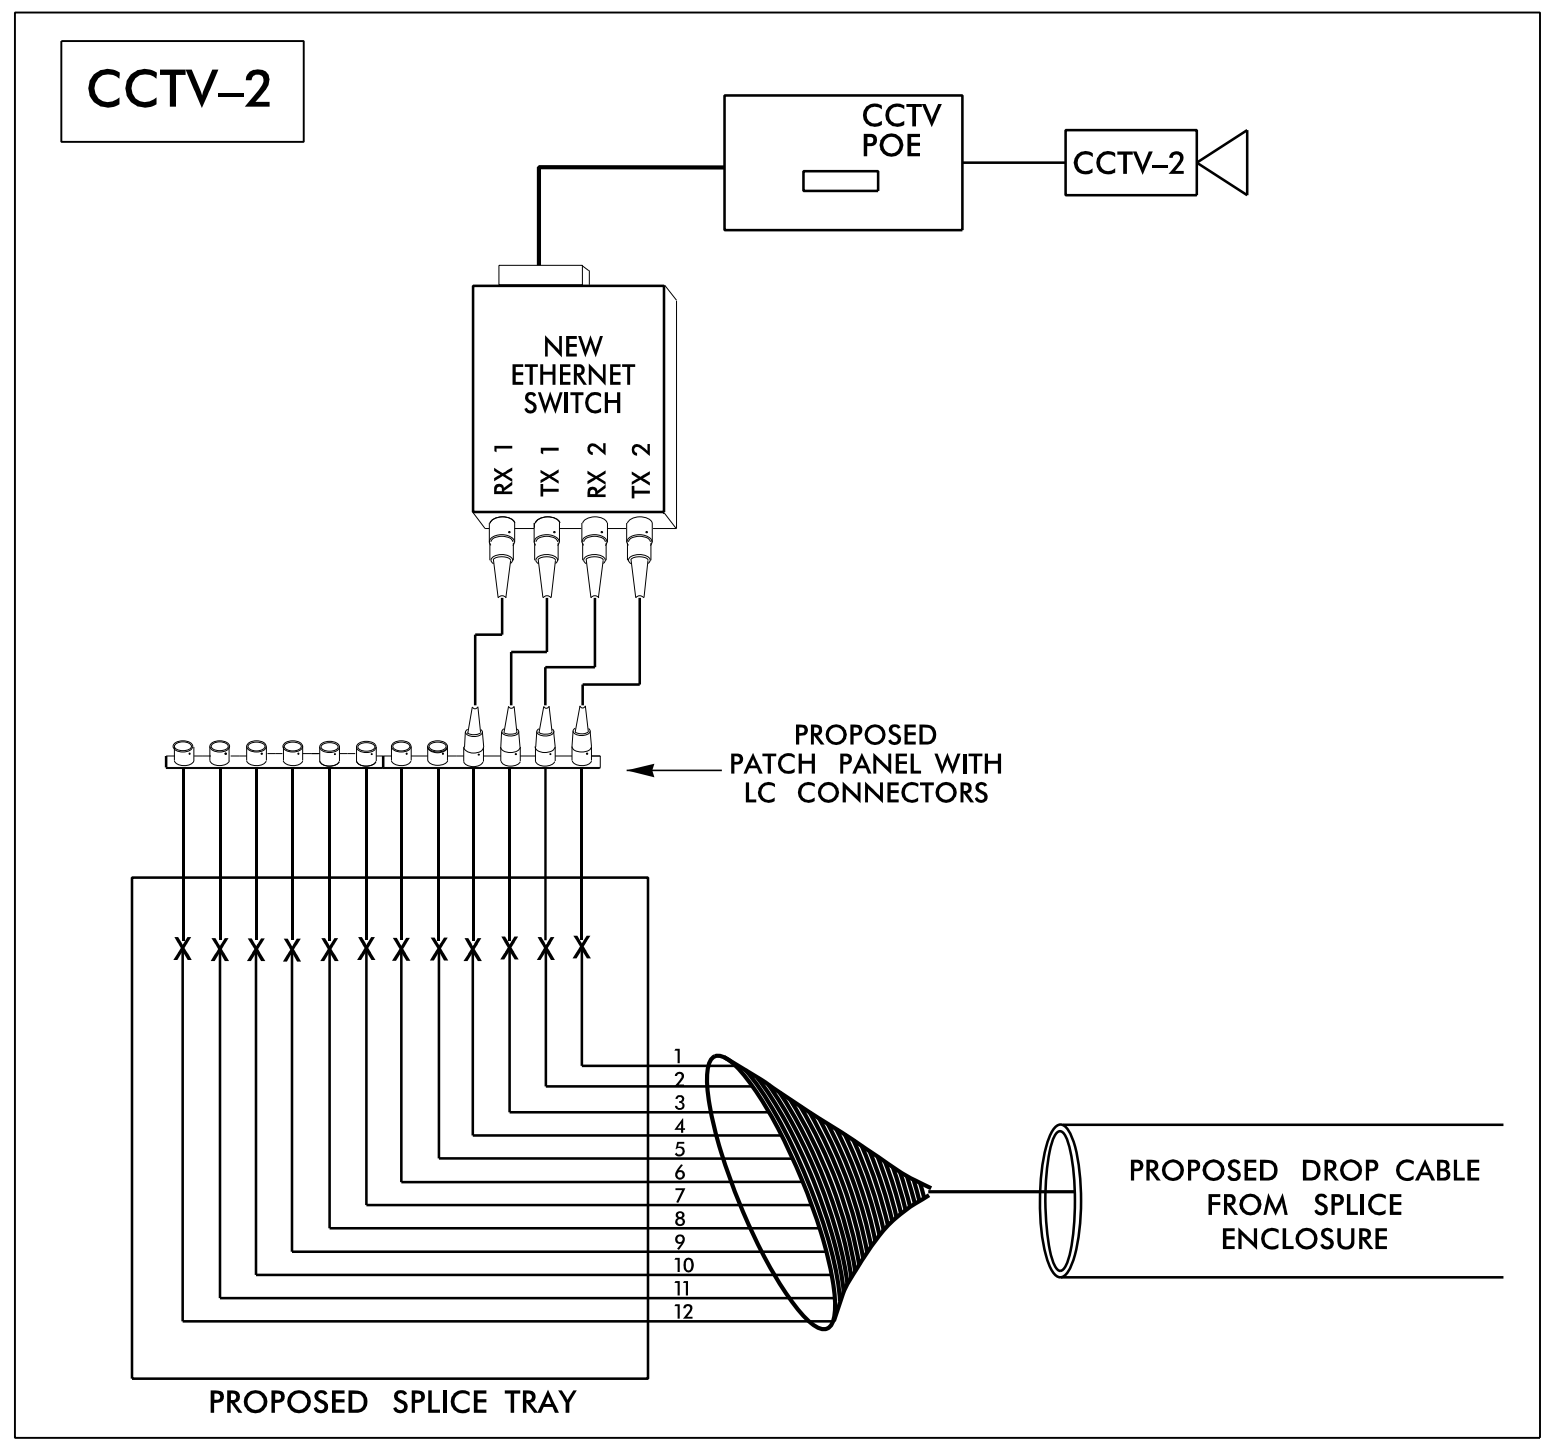 CCTV–2
CCTV
POE
CCTV–2
NEW
ETHERNET
SWITCH
RX 1
TX 1
RX 2
TX 2
PROPOSED
PATCH PANEL WITH
LC CONNECTORS
X X X X X X X X X X X X
1
2
3
4
5
6
7
8
9
10
11
12
PROPOSED DROP CABLE
FROM SPLICE
ENCLOSURE
PROPOSED SPLICE TRAY